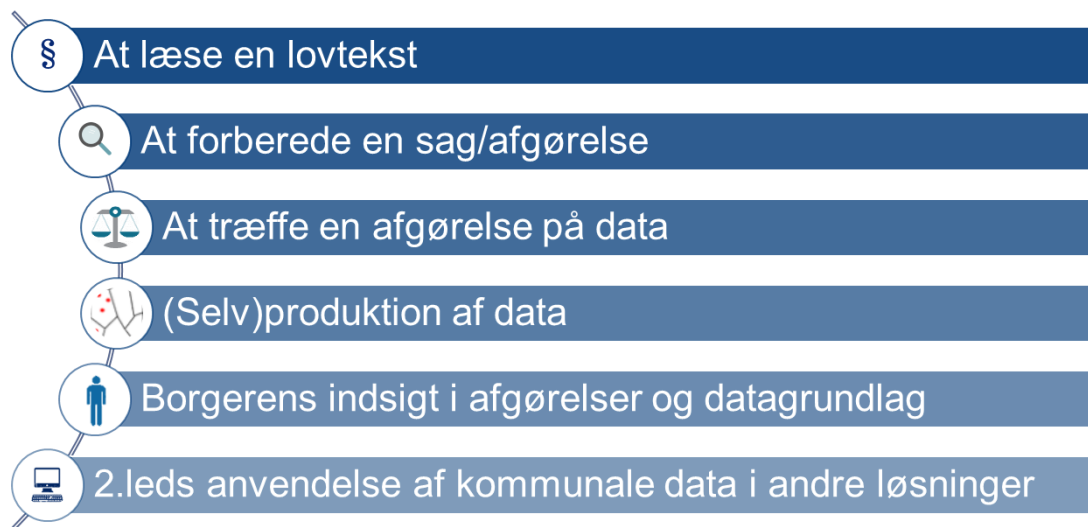 §
At læse en lovtekst
At forberede en sag/afgørelse
At træffe en afgørelse på data
(Selv)produktion af data
Borgerens indsigt i afgørelser og datagrundlag
2.leds anvendelse af kommunale data i andre løsninger